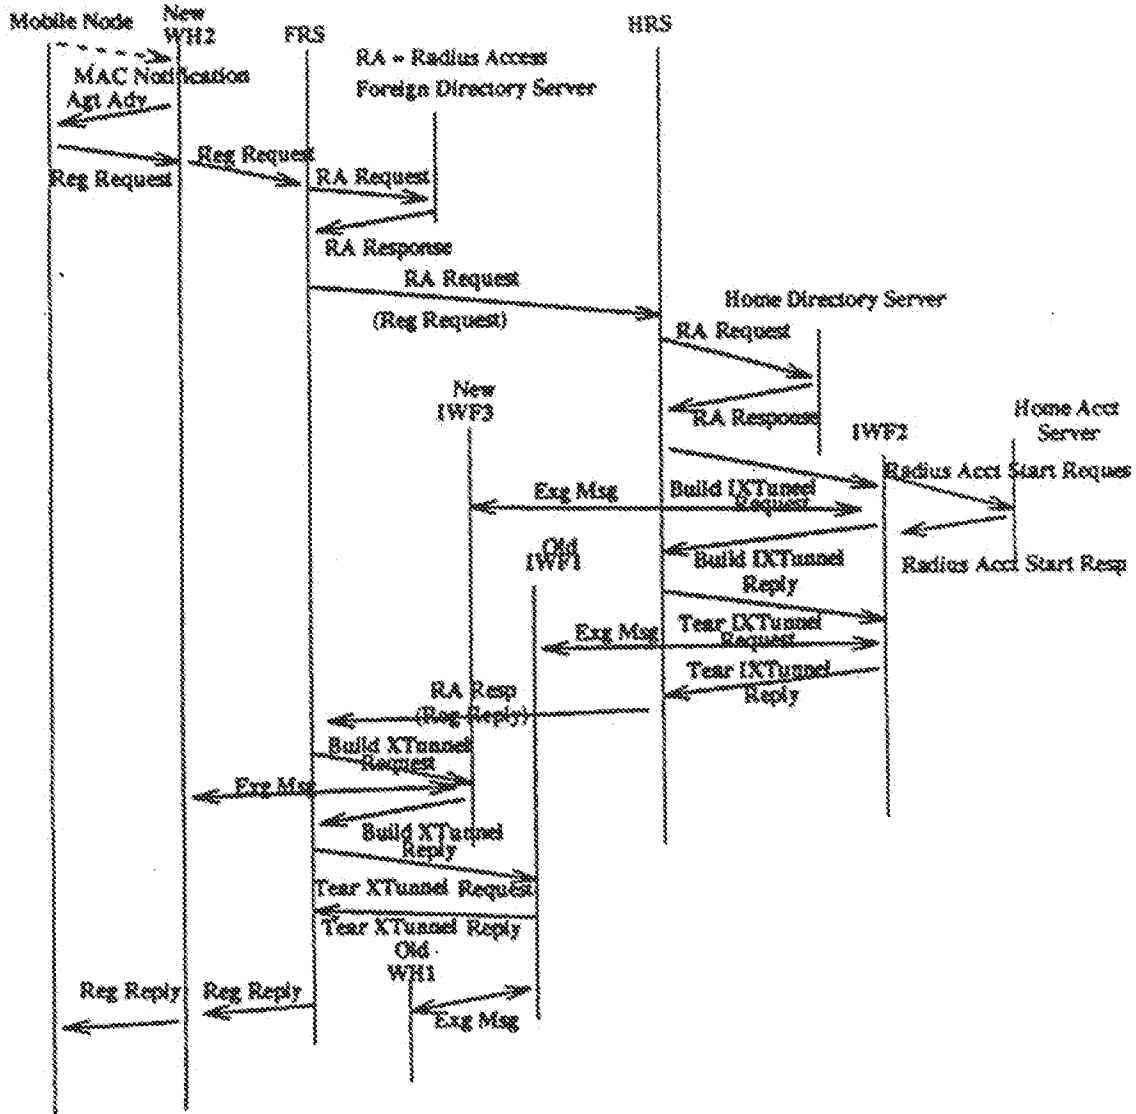 Mobile Node
New
WH2
FRS
HRS
RA = Radius Access
Foreign Directory Server
MAC Notification
Agt Adv
Reg Request
Reg Request
RA Request
RA Response
RA Request
(Reg Request)
Home Directory Server
RA Request
RA Response
New
IWF3
IWF2
Home Acct
Server
Radius Acct Start Reques
Exg Msg
Build IXTunnel
Request
Build IXTunnel
Reply
Radius Acct Start Resp
Old
IWF1
Exg Msg
Tear IXTunnel
Request
Tear IXTunnel
Reply
RA Resp
(Reg Reply)
Build XTunnel
Request
Exg Msg
Build XTunnel
Reply
Tear XTunnel Request
Tear XTunnel Reply
Old
WH1
Reg Reply
Reg Reply
Exg Msg